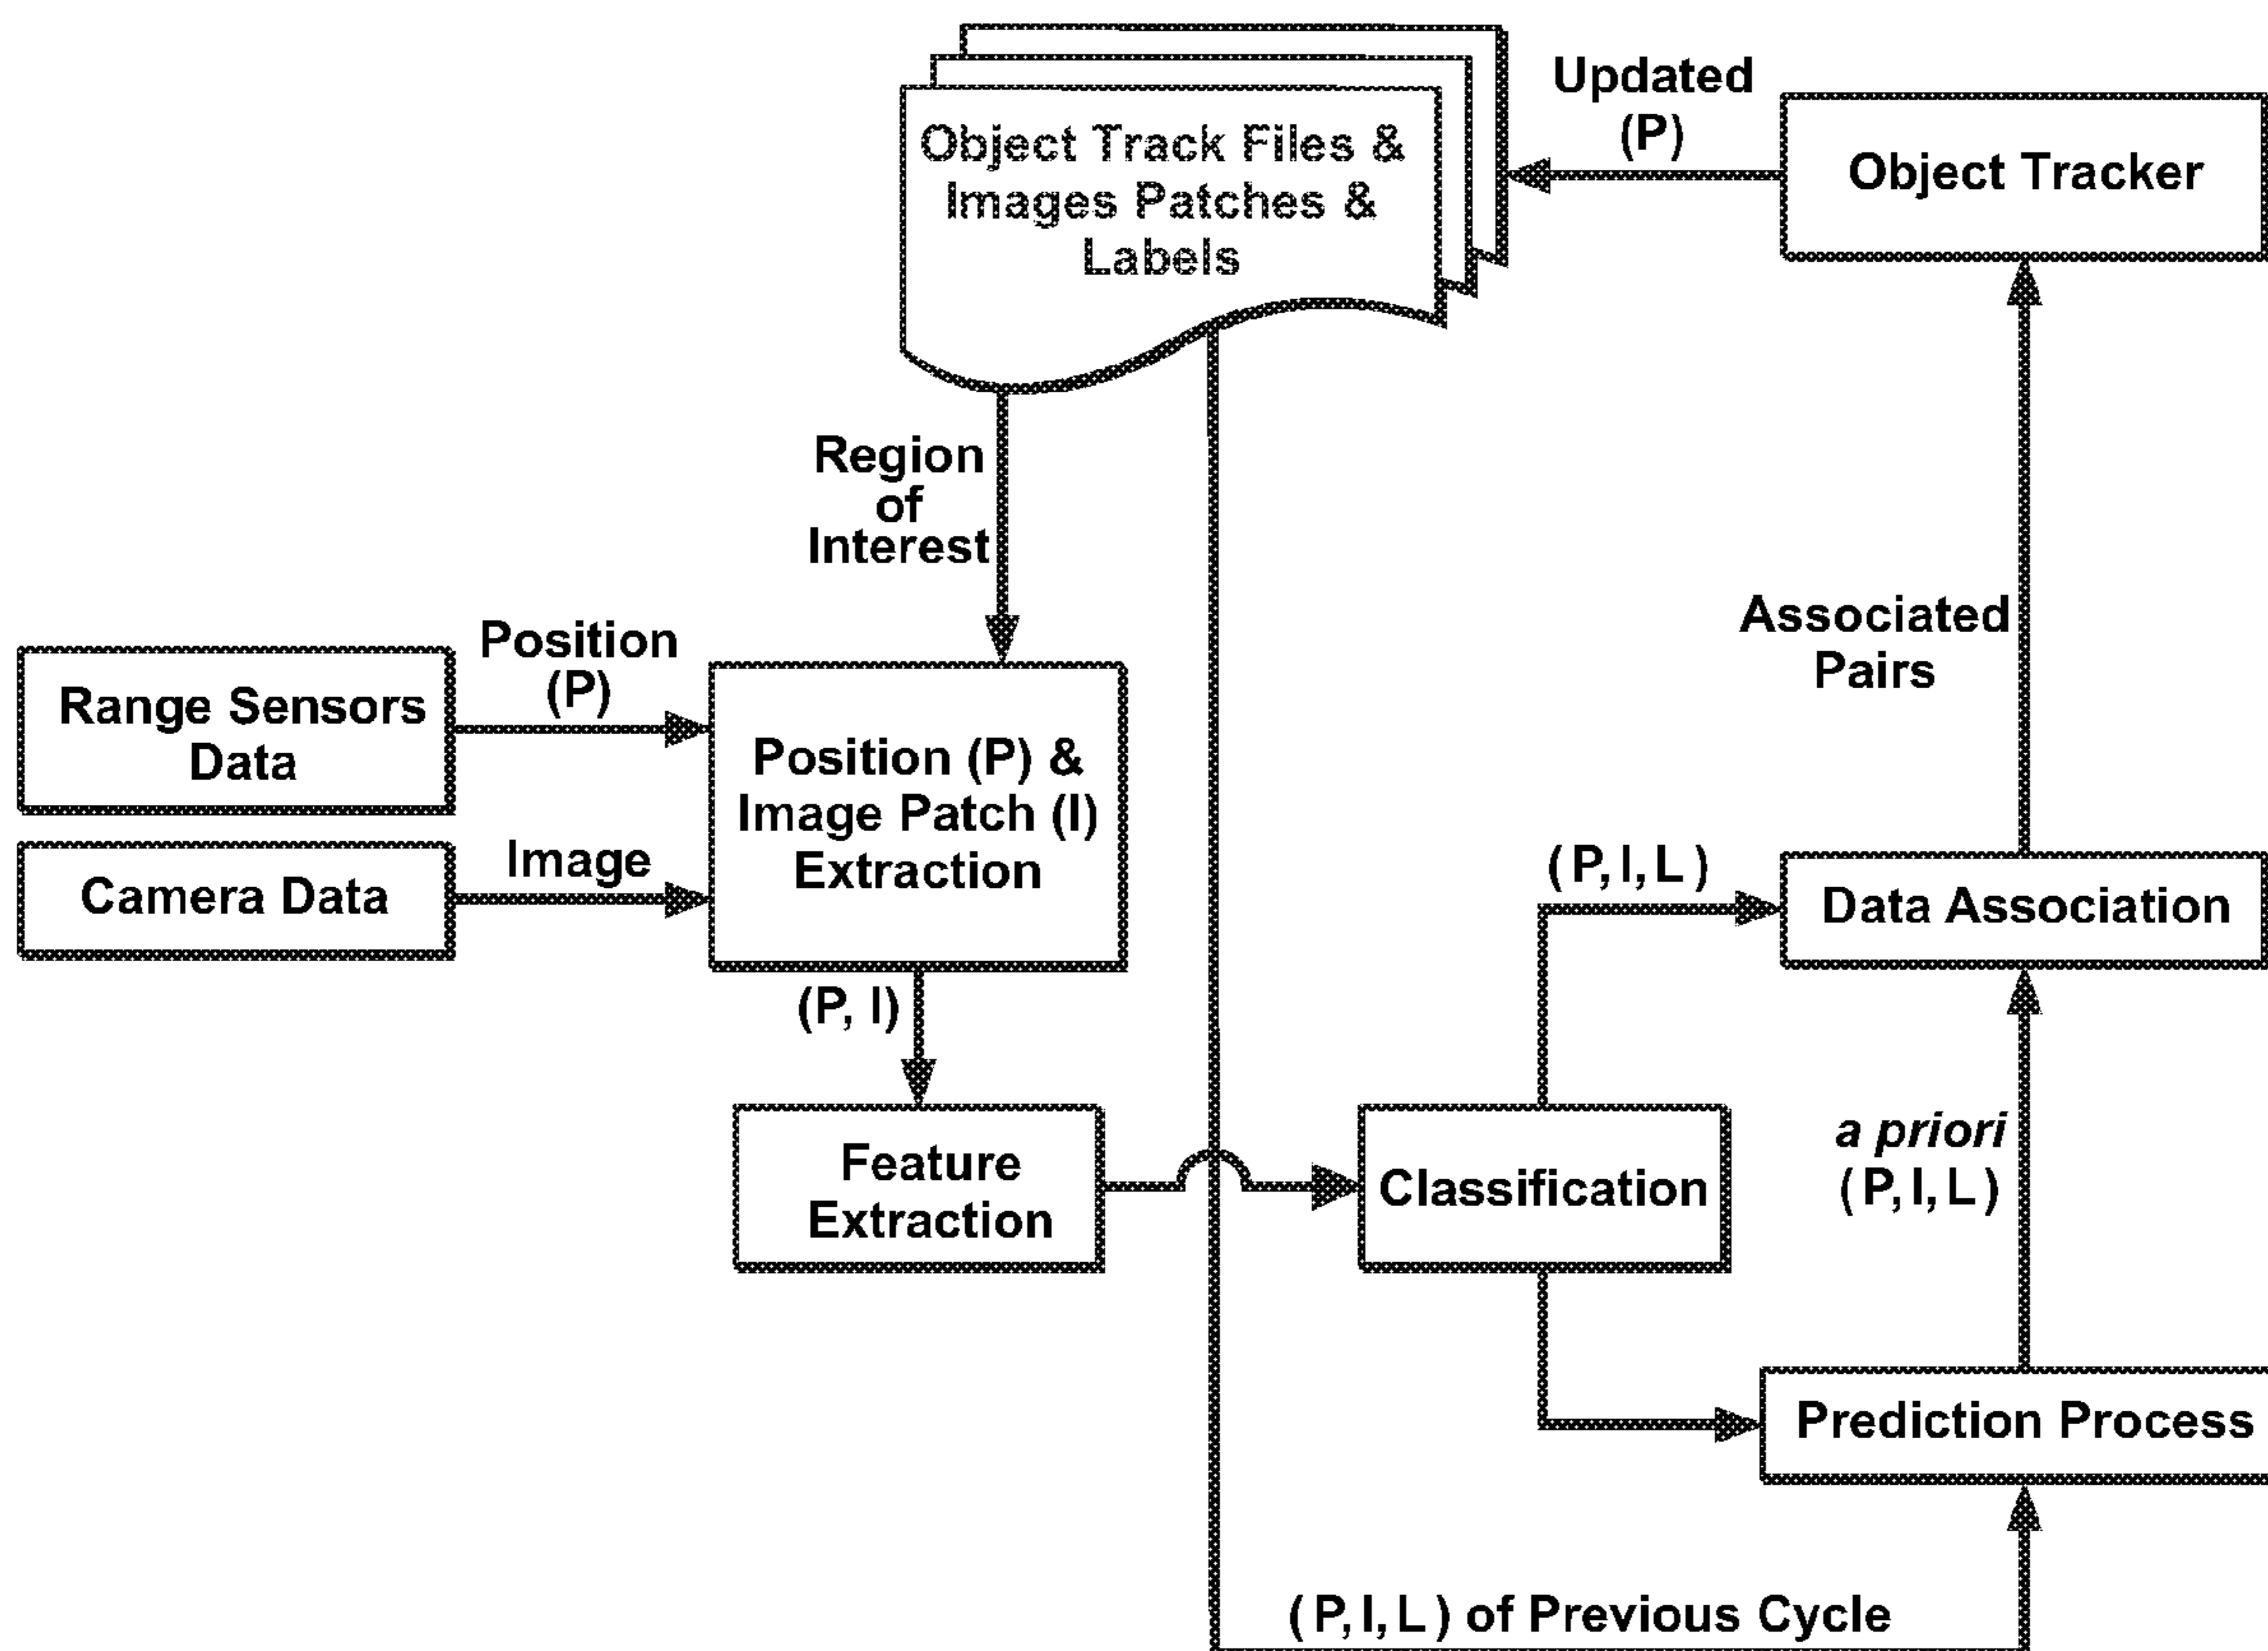 Updated
(P)
Object Track Files &
Images Patches &
Labels
Object Tracker
Region
of
Interest
Associated
Pairs
Position
(P)
Range Sensors
Data
Position (P) &
Image Patch (I)
Extraction
Image
Camera Data
(P, I, L)
Data Association
(P, I)
a priori
(P, I, L)
Feature
Extraction
Classification
Prediction Process
(P, I, L) of Previous Cycle